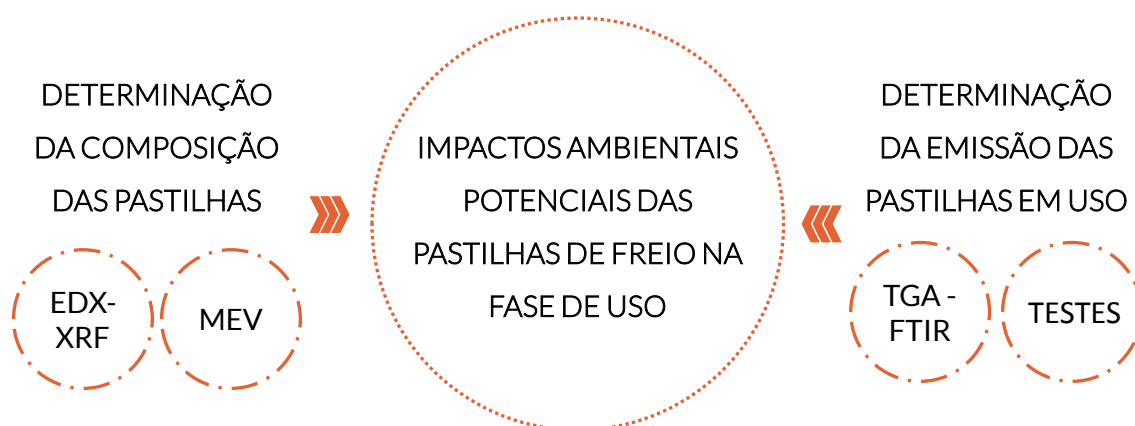 DETERMINAÇÃO
DA COMPOSIÇÃO
DAS PASTILHAS
EDX-
XRF
MEV
IMPACTOS AMBIENTAIS
POTENCIAIS DAS
PASTILHAS DE FREIO NA
FASE DE USO
DETERMINAÇÃO
DA EMISSÃO DAS
PASTILHAS EM USO
TGA -
FTIR
TESTES